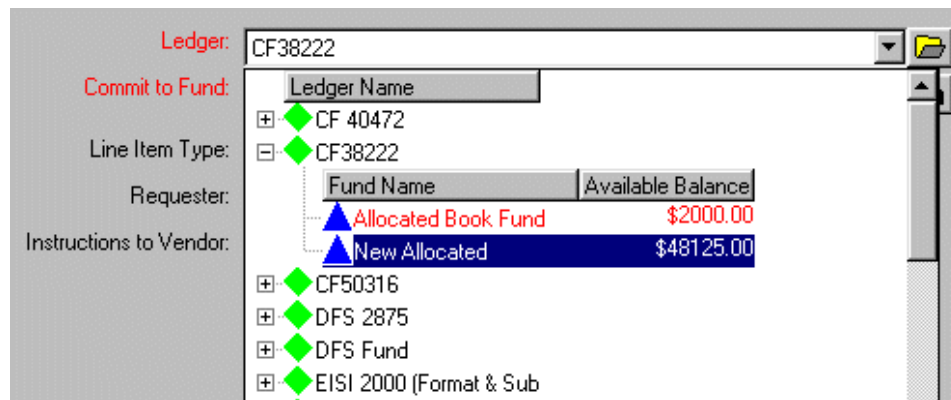 Ledger: CF38222
Commit to Fund: Ledger Name
CF 40472
Line Item Type: CF38222
Requester: Fund Name Available Balance
Allocated Book Fund $2000.00
Instructions to Vendor: New Allocated $48125.00
CF50316
DFS 2875
DFS Fund
EISI 2000 (Format & Sub